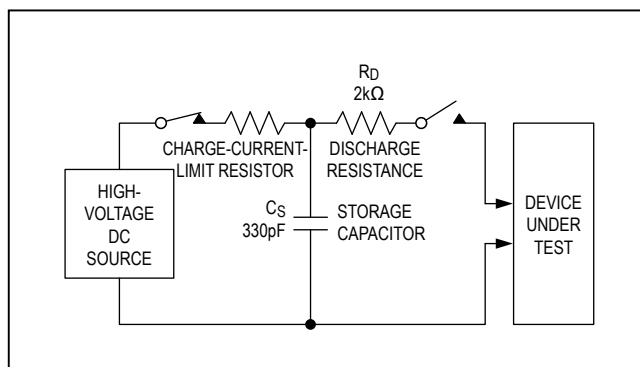 RD
2kΩ
CHARGE-CURRENT-
LIMIT RESISTOR
DISCHARGE
RESISTANCE
HIGH-
VOLTAGE
DC
SOURCE
CS
330pF
STORAGE
CAPACITOR
DEVICE
UNDER
TEST